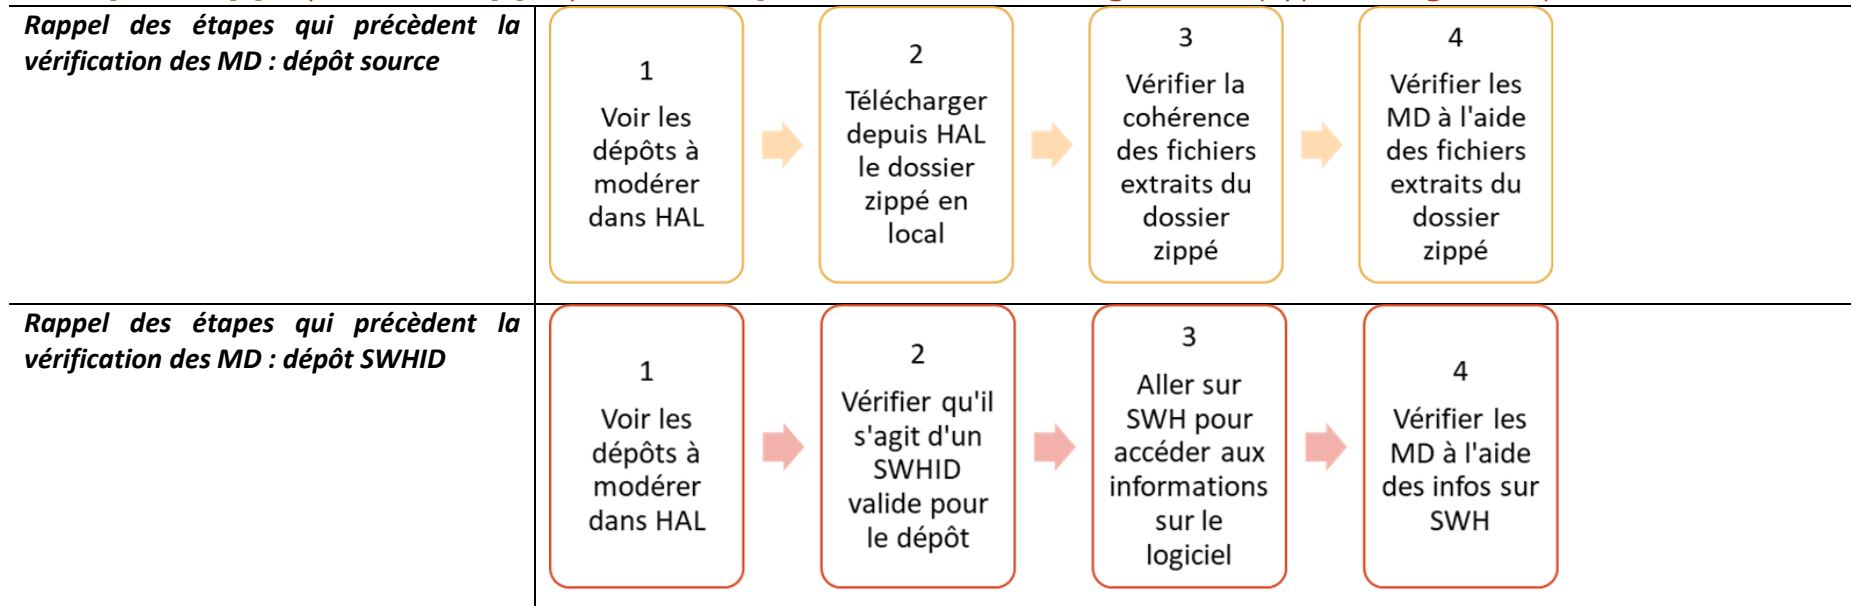 Rappel des étapes qui précèdent la
vérification des MD : dépôt source
1
Voir les
dépôts à
modérer
dans HAL
2
Télécharger
depuis HAL
le dossier
zippé en
local
3
Vérifier la
cohérence
des fichiers
extraits du
dossier
zippé
4
Vérifier les
MD à l'aide
des fichiers
extraits du
dossier
zippé
Rappel des étapes qui précèdent la
vérification des MD : dépôt SWHID
1
Voir les
dépôts à
modérer
dans HAL
2
Vérifier qu'il
s'agit d'un
SWHID
valide pour
le dépôt
3
Aller sur
SWH pour
accéder aux
informations
sur le
logiciel
4
Vérifier les
MD à l'aide
des infos sur
SWH